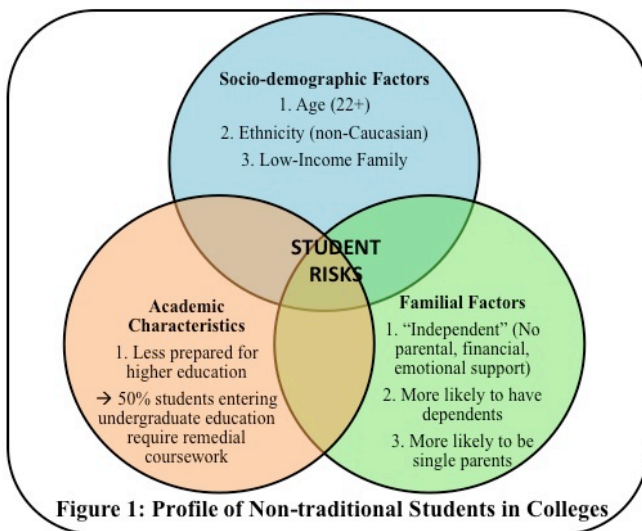 Socio-demographic Factors
1. Age (22+)
2. Ethnicity (non-Caucasian)
3. Low-Income Family
STUDENT
RISKS
Academic
Characteristics
1. Less prepared for
higher education
→ 50% students entering
undergraduate education
require remedial
coursework
Familial Factors
1. “Independent” (No
parental, financial,
emotional support)
2. More likely to have
dependents
3. More likely to be
single parents
Figure 1: Profile of Non-traditional Students in Colleges